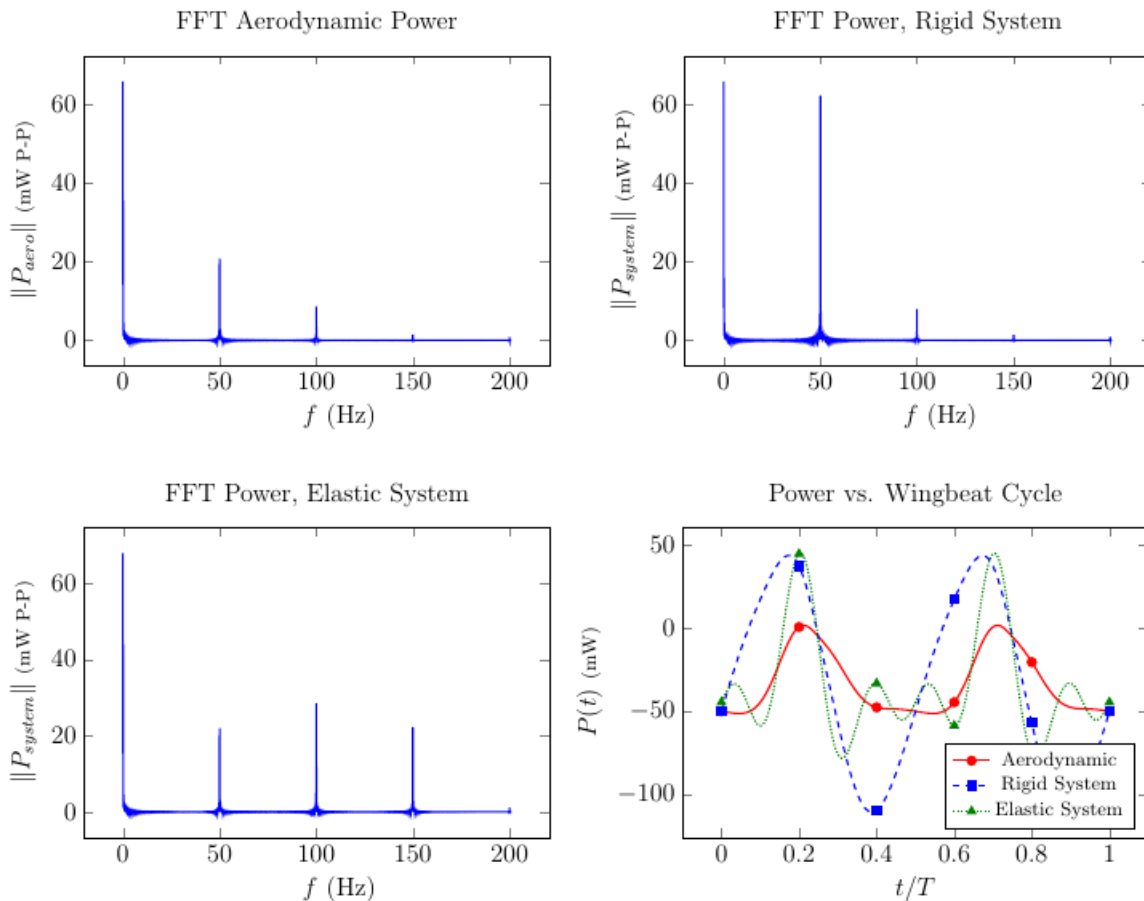 FFT Aerodynamic Power
‖P_aero‖ (mW P-P)
60
40
20
0
0 50 100 150 200
f (Hz)
FFT Power, Rigid System
‖P_system‖ (mW P-P)
60
40
20
0
0 50 100 150 200
f (Hz)
FFT Power, Elastic System
‖P_system‖ (mW P-P)
60
40
20
0
0 50 100 150 200
f (Hz)
Power vs. Wingbeat Cycle
P(t) (mW)
50
0
−50
−100
Aerodynamic
Rigid System
Elastic System
0 0.2 0.4 0.6 0.8 1
t/T